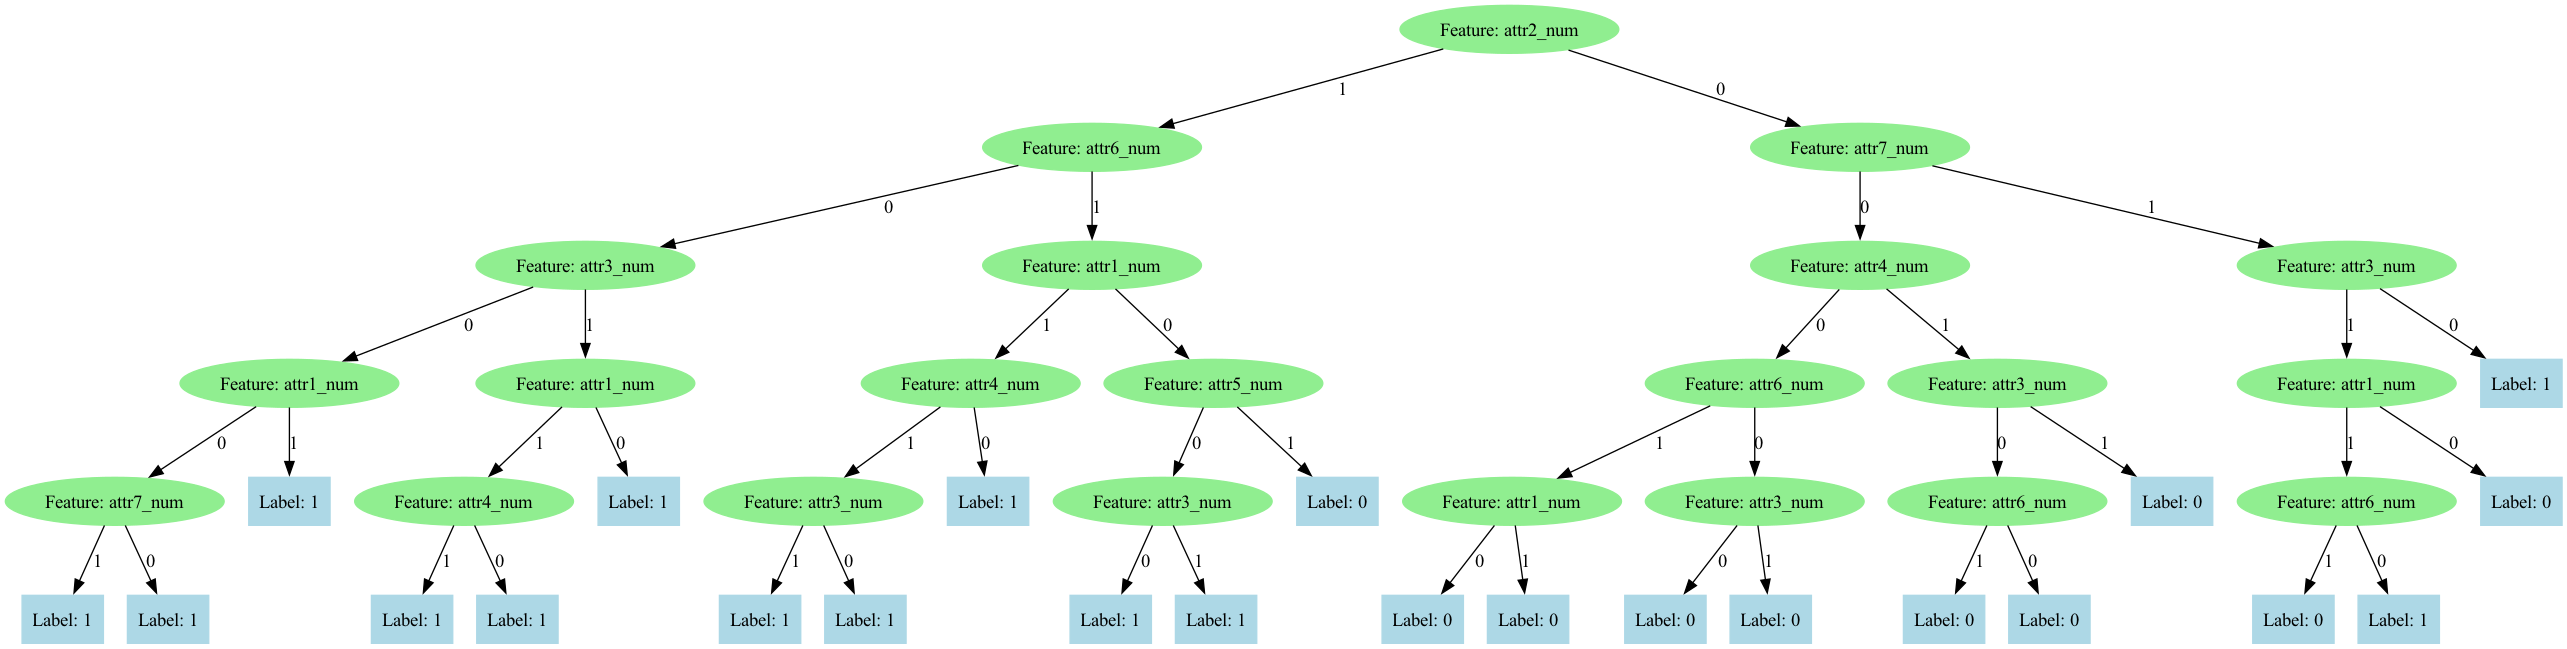 Feature: attr2_num
1
0
Feature: attr6_num
Feature: attr7_num
0
1
0
1
Feature: attr3_num
Feature: attr1_num
Feature: attr4_num
Feature: attr3_num
0
1
1
0
0
1
1
0
Feature: attr1_num
Feature: attr1_num
Feature: attr4_num
Feature: attr5_num
Feature: attr6_num
Feature: attr3_num
Feature: attr1_num
Label: 1
0
1
1
0
1
0
0
1
1
0
0
1
1
0
Feature: attr7_num
Label: 1
Feature: attr4_num
Label: 1
Feature: attr3_num
Label: 1
Feature: attr3_num
Label: 0
Feature: attr1_num
Feature: attr3_num
Feature: attr6_num
Label: 0
Feature: attr6_num
Label: 0
1
0
1
0
1
0
0
1
0
1
0
1
1
0
1
0
Label: 1
Label: 1
Label: 1
Label: 1
Label: 1
Label: 1
Label: 1
Label: 1
Label: 0
Label: 0
Label: 0
Label: 0
Label: 0
Label: 0
Label: 0
Label: 1